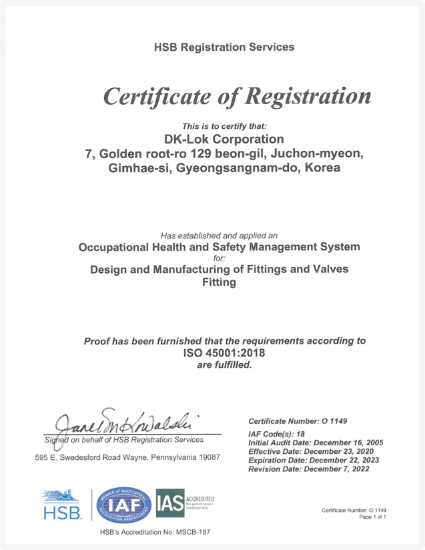 HSB Registration Services
Certificate of Registration
This is to certify that:
DK-Lok Corporation
7, Golden root-ro 129 beon-gil, Juchon-myeon,
Gimhae-si, Gyeongsangnam-do, Korea
Has established and applied an
Occupational Health and Safety Management System
for:
Design and Manufacturing of Fittings and Valves
Fitting
Proof has been furnished that the requirements according to
ISO 45001:2018
are fulfilled.
Signed on behalf of HSB Registration Services
595 E. Swedesford Road Wayne, Pennsylvania 19087
Certificate Number: O 1149
IAF Code(s): 18
Initial Audit Date: December 16, 2005
Effective Date: December 23, 2020
Expiration Date: December 22, 2023
Revision Date: December 7, 2022
HSB
IAF
IAS
ACCREDITED
HSB's Accreditation No. MSCB-187
Certificate Number: O 1149
Page 1 of 1